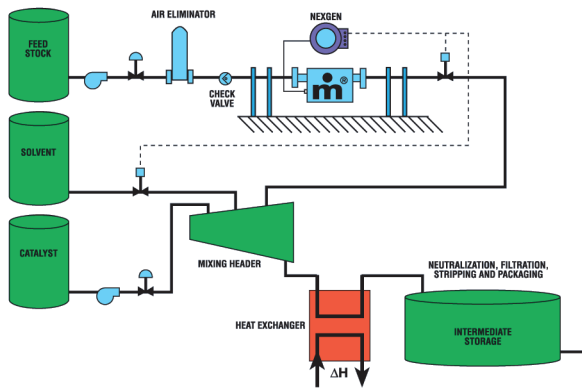 AIR ELIMINATOR
NEXGEN
FEED
STOCK
CHECK
VALVE
m®
SOLVENT
CATALYST
MIXING HEADER
NEUTRALIZATION, FILTRATION,
STRIPPING AND PACKAGING
HEAT EXCHANGER
INTERMEDIATE
STORAGE
ΔH